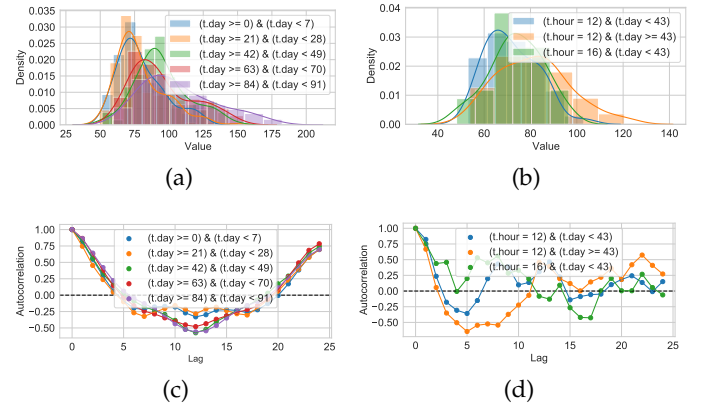 0.035
0.030
0.025
0.020
0.015
0.010
0.005
0.000
Density
(t.day >= 0) & (t.day < 7)
(t.day >= 21) & (t.day < 28)
(t.day >= 42) & (t.day < 49)
(t.day >= 63) & (t.day < 70)
(t.day >= 84) & (t.day < 91)
25 50 75 100 125 150 175 200
Value
(a)
0.04
0.03
0.02
0.01
0.00
Density
(t.hour = 12) & (t.day < 43)
(t.hour = 12) & (t.day >= 43)
(t.hour = 16) & (t.day < 43)
40 60 80 100 120 140
Value
(b)
1.00
0.75
0.50
0.25
0.00
−0.25
−0.50
Autocorrelation
(t.day >= 0) & (t.day < 7)
(t.day >= 21) & (t.day < 28)
(t.day >= 42) & (t.day < 49)
(t.day >= 63) & (t.day < 70)
(t.day >= 84) & (t.day < 91)
0 5 10 15 20 25
Lag
(c)
1.00
0.75
0.50
0.25
0.00
−0.25
−0.50
Autocorrelation
(t.hour = 12) & (t.day < 43)
(t.hour = 12) & (t.day >= 43)
(t.hour = 16) & (t.day < 43)
0 5 10 15 20 25
Lag
(d)